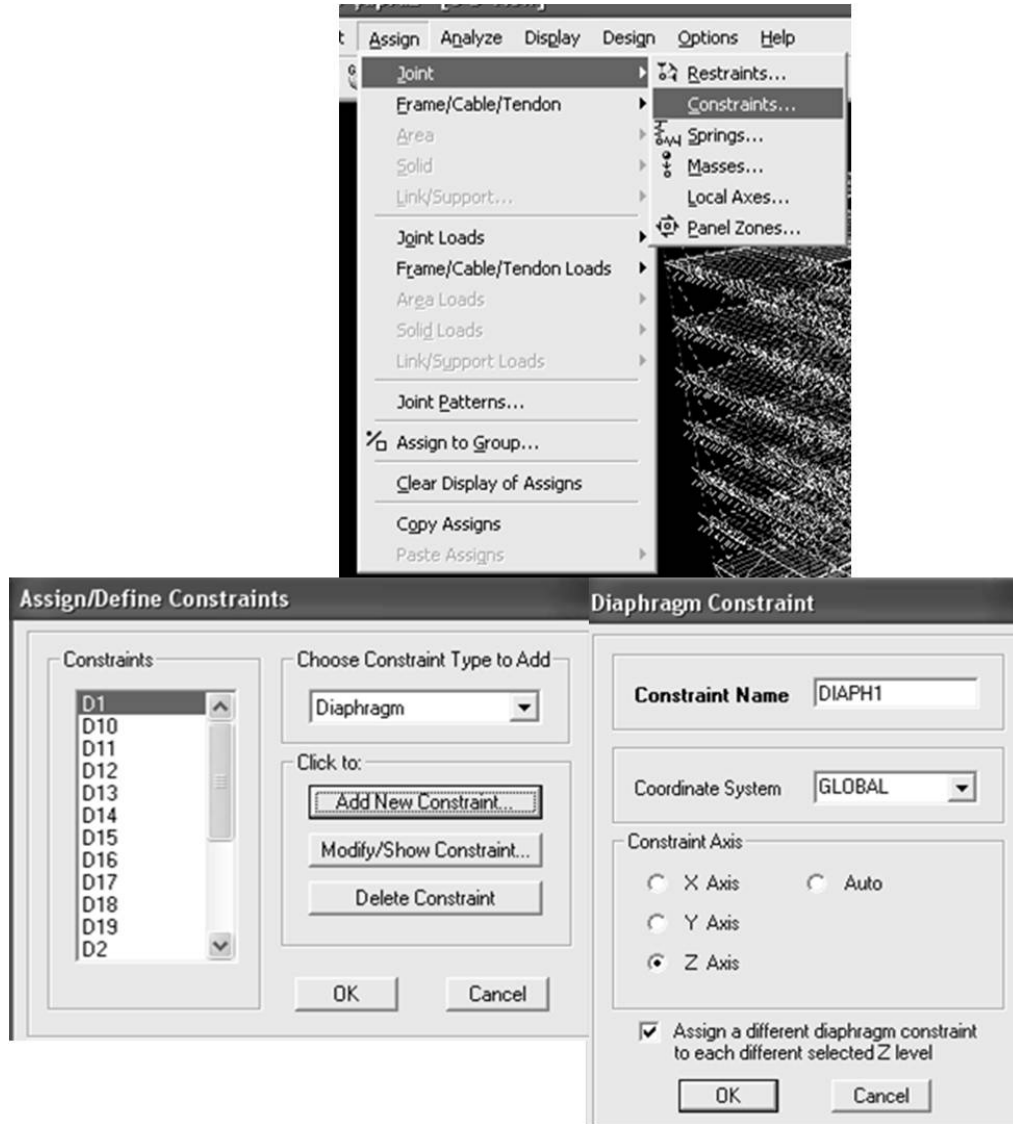 Assign Analyze Display Design Options Help
Joint
Frame/Cable/Tendon
Area
Solid
Link/Support...
Joint Loads
Frame/Cable/Tendon Loads
Area Loads
Solid Loads
Link/Support Loads
Joint Patterns...
Assign to Group...
Clear Display of Assigns
Copy Assigns
Paste Assigns
Restraints...
Constraints...
Springs...
Masses...
Local Axes...
Panel Zones...
Assign/Define Constraints
Constraints
D1
D10
D11
D12
D13
D14
D15
D16
D17
D18
D19
D2
Choose Constraint Type to Add
Diaphragm
Click to:
Add New Constraint...
Modify/Show Constraint...
Delete Constraint
OK Cancel
Diaphragm Constraint
Constraint Name DIAPH1
Coordinate System GLOBAL
Constraint Axis
X Axis Auto
Y Axis
Z Axis
Assign a different diaphragm constraint
to each different selected Z level
OK Cancel